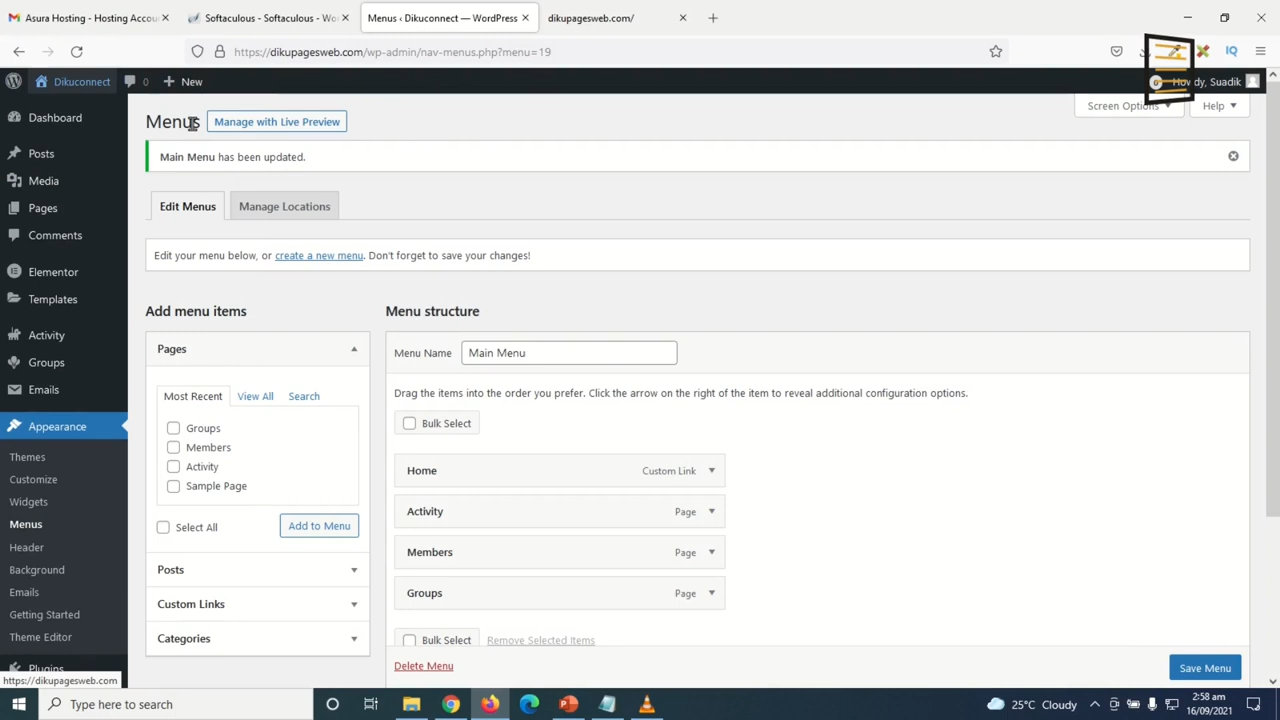 Asura Hosting - Hosting Accou
Softaculous - Softaculous - Wo
Menus ‹ Dikuconnect — WordPress
dikupagesweb.com/
https://dikupagesweb.com/wp-admin/nav-menus.php?menu=19
IQ
Dikuconnect
0
New
dy, Suadik
Dashboard
Posts
Media
Pages
Comments
Elementor
Templates
Activity
Groups
Emails
Appearance
Themes
Customize
Widgets
Menus
Header
Background
Emails
Getting Started
Theme Editor
Plugins
https://dikupagesweb.com
Menus
Manage with Live Preview
Screen Options
Help
Main Menu has been updated.
Edit Menus
Manage Locations
Edit your menu below, or create a new menu. Don't forget to save your changes!
Add menu items
Pages
Most Recent
View All
Search
Groups
Members
Activity
Sample Page
Select All
Add to Menu
Posts
Custom Links
Categories
Menu structure
Menu Name
Main Menu
Drag the items into the order you prefer. Click the arrow on the right of the item to reveal additional configuration options.
Bulk Select
Home Custom Link
Activity Page
Members Page
Groups Page
Bulk Select
Remove Selected Items
Delete Menu
Save Menu
Type here to search
25°C Cloudy
2:58 am
16/09/2021